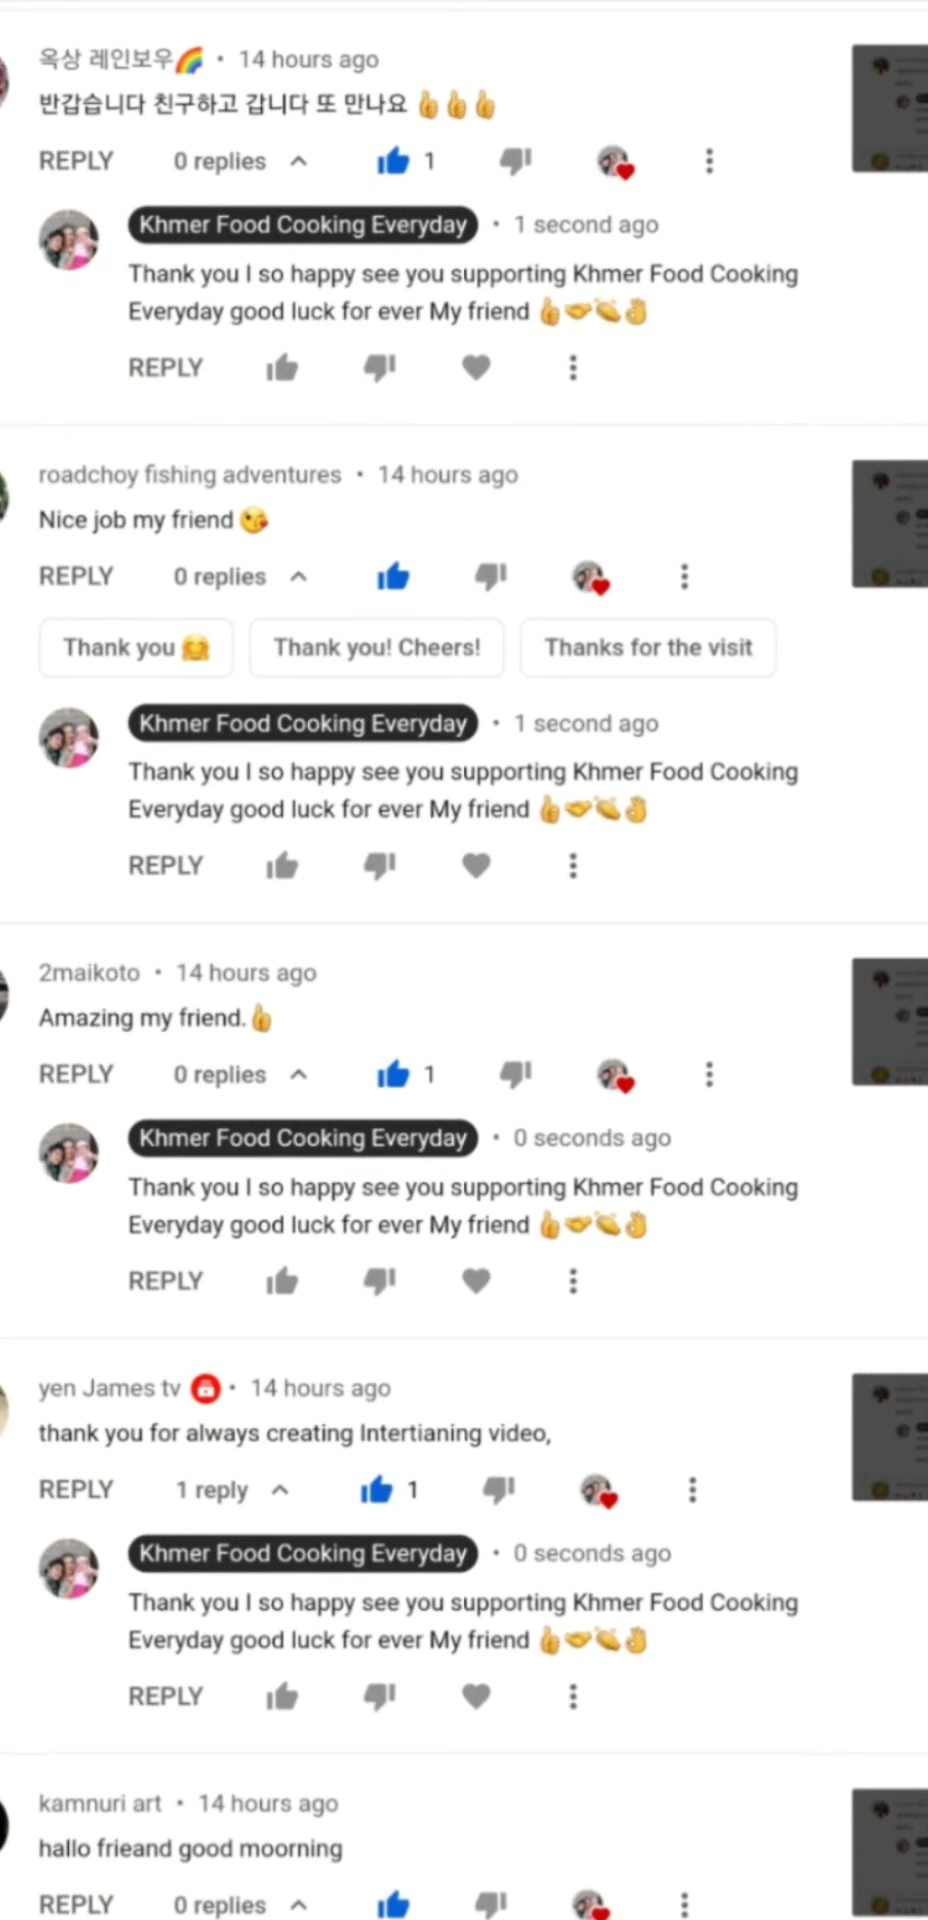 옥상 레인보우🌈 • 14 hours ago
반갑습니다 친구하고 갑니다 또 만나요 👍👍👍
REPLY 0 replies 1
Khmer Food Cooking Everyday • 1 second ago
Thank you I so happy see you supporting Khmer Food Cooking
Everyday good luck for ever My friend 👍🤝👏👌
REPLY
roadchoy fishing adventures • 14 hours ago
Nice job my friend 😘
REPLY 0 replies
Thank you 🤗 Thank you! Cheers! Thanks for the visit
Khmer Food Cooking Everyday • 1 second ago
Thank you I so happy see you supporting Khmer Food Cooking
Everyday good luck for ever My friend 👍🤝👏👌
REPLY
2maikoto • 14 hours ago
Amazing my friend.👍
REPLY 0 replies 1
Khmer Food Cooking Everyday • 0 seconds ago
Thank you I so happy see you supporting Khmer Food Cooking
Everyday good luck for ever My friend 👍🤝👏👌
REPLY
yen James tv • 14 hours ago
thank you for always creating Intertianing video,
REPLY 1 reply 1
Khmer Food Cooking Everyday • 0 seconds ago
Thank you I so happy see you supporting Khmer Food Cooking
Everyday good luck for ever My friend 👍🤝👏👌
REPLY
kamnuri art • 14 hours ago
hallo frieand good moorning
REPLY 0 replies